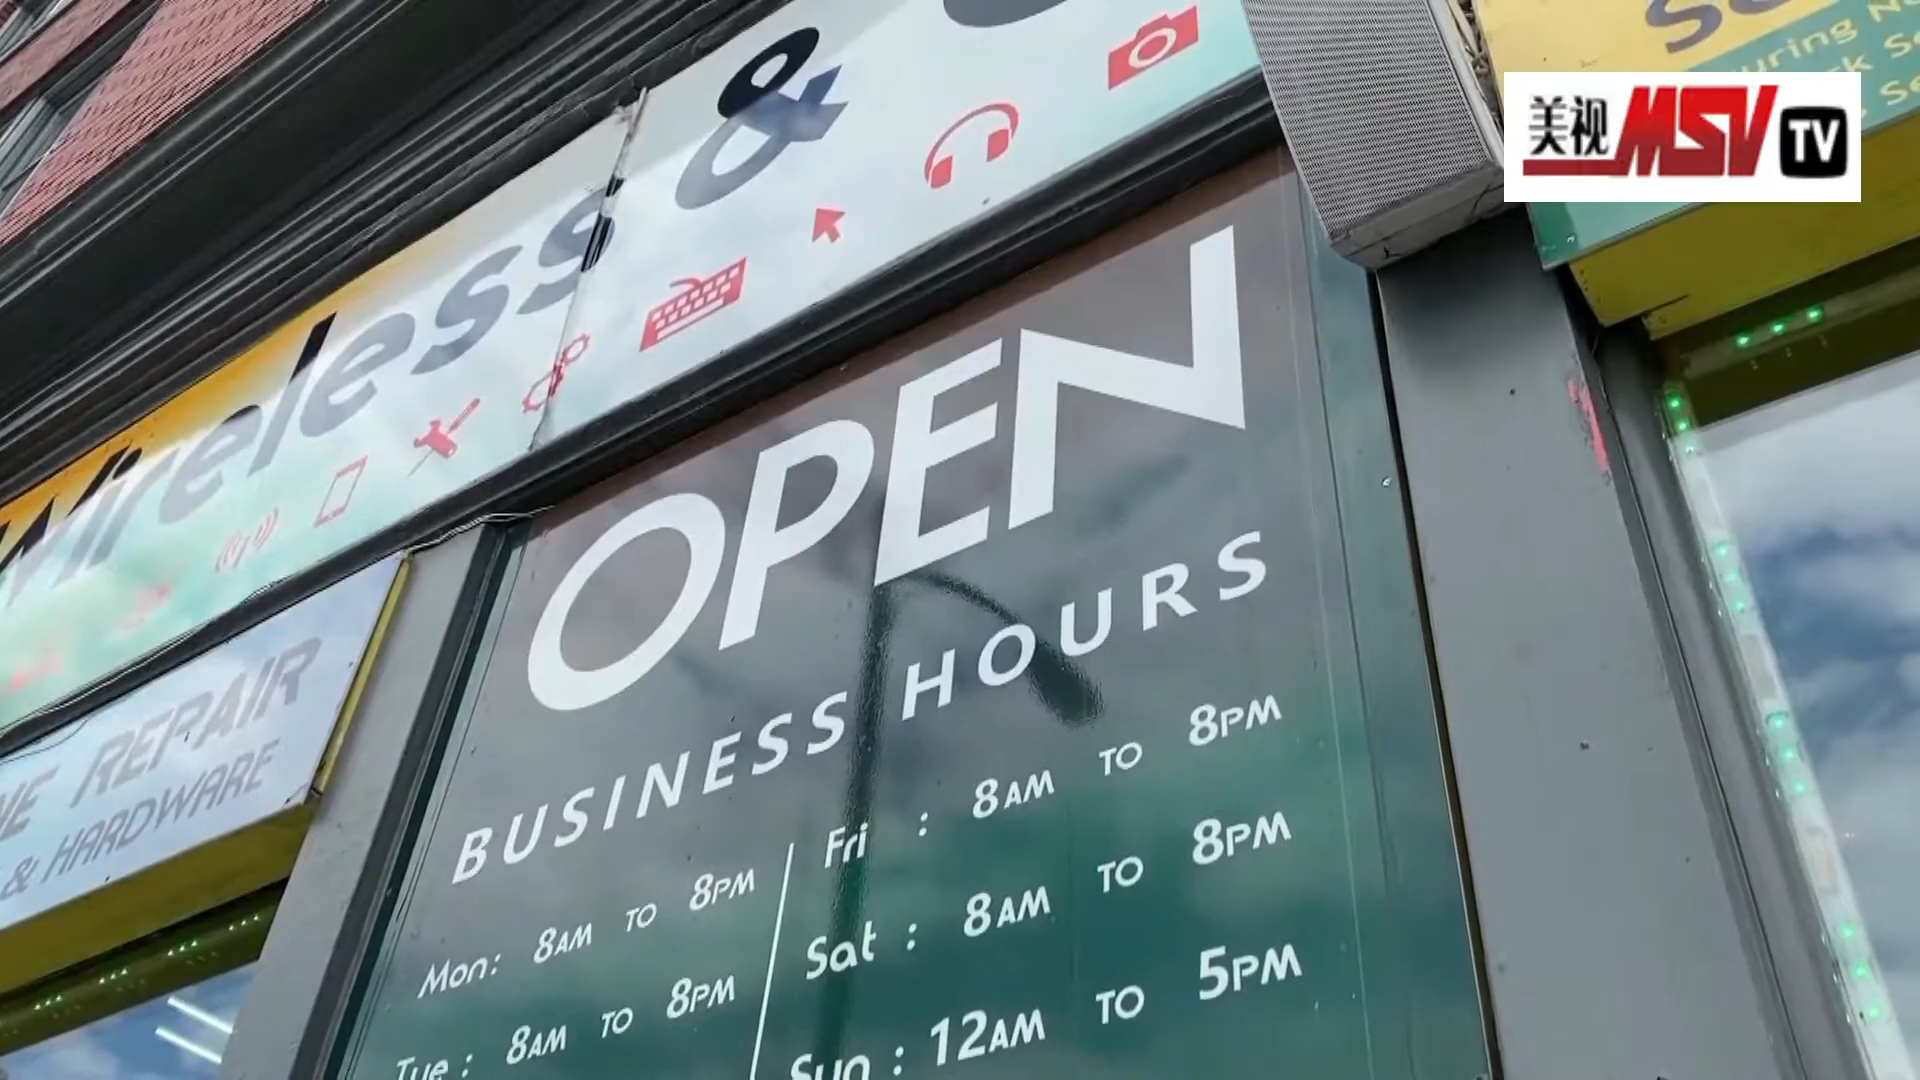 Wireless &
美视 MSV TV
uring
REPAIR
& HARDWARE
OPEN
BUSINESS HOURS
Mon: 8AM TO 8PM
Tue : 8AM TO 8PM
Fri : 8AM TO 8PM
Sat : 8AM TO 8PM
Sun : 12AM TO 5PM